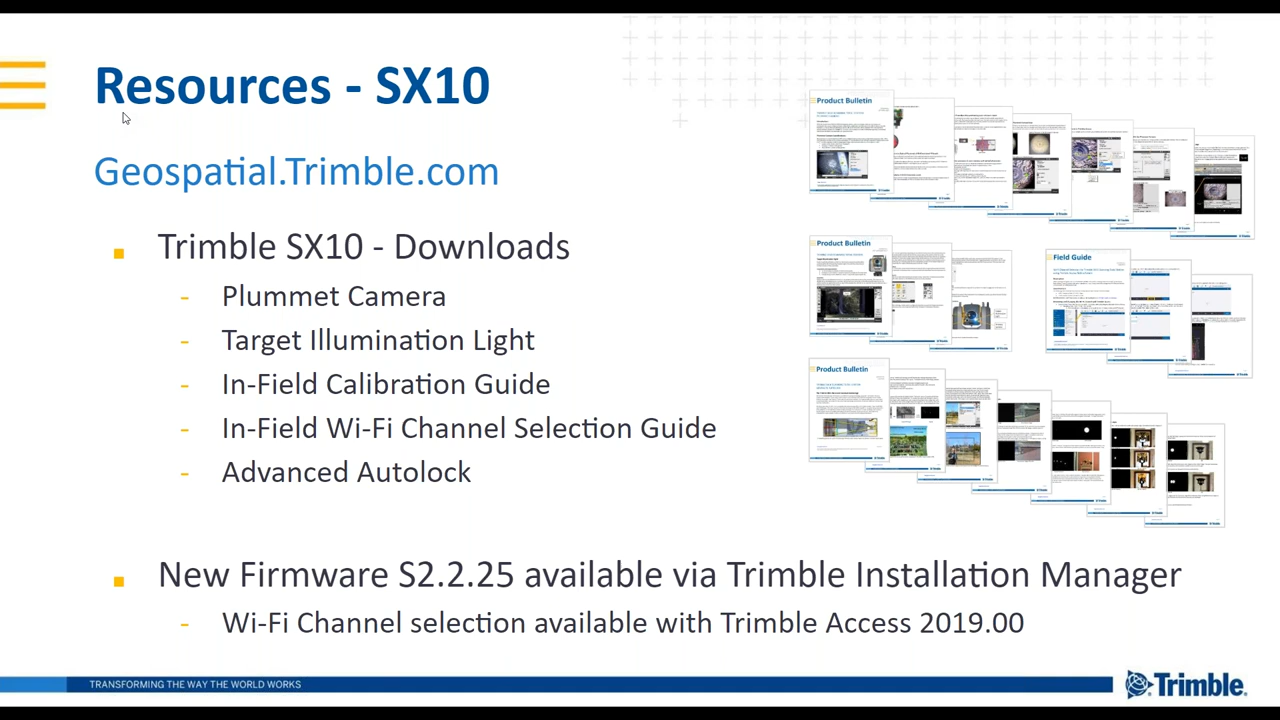 Resources - SX10
Geospatial Trimble.com
Trimble SX10 - Downloads
- Plummet Camera
- Target Illumination Light
- In-Field Calibration Guide
- In-Field Wi-Fi Channel Selection Guide
- Advanced Autolock
New Firmware S2.2.25 available via Trimble Installation Manager
- Wi-Fi Channel selection available with Trimble Access 2019.00
Product Bulletin
Product Bulletin
Field Guide
Product Bulletin
TRANSFORMING THE WAY THE WORLD WORKS
Trimble.